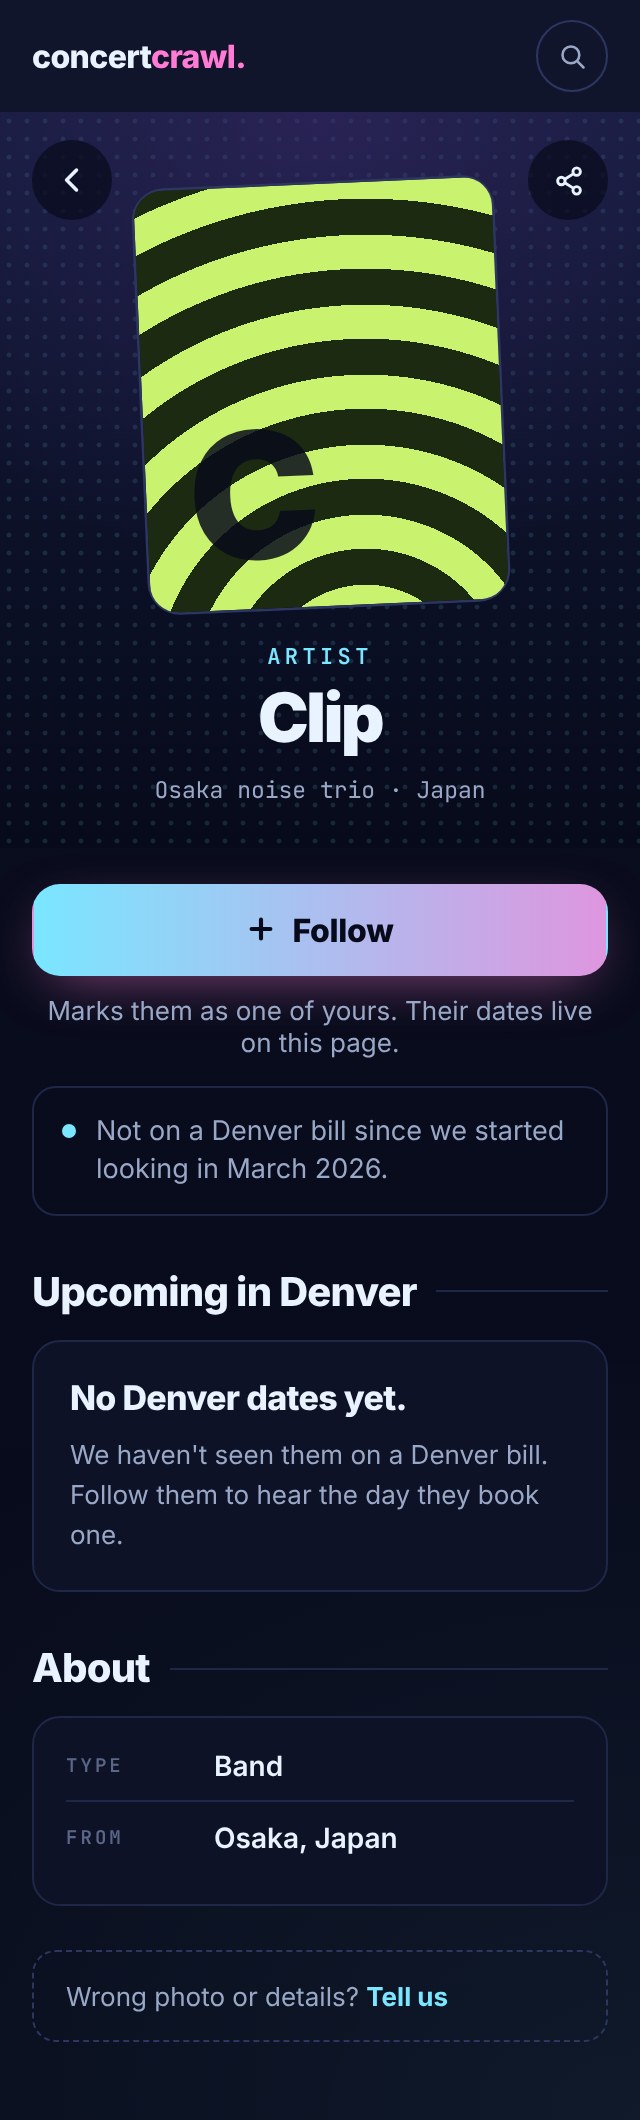 concertcrawl.
C
ARTIST
Clip
Osaka noise trio · Japan
+ Follow
Marks them as one of yours. Their dates live
on this page.
Not on a Denver bill since we started
looking in March 2026.
Upcoming in Denver
No Denver dates yet.
We haven't seen them on a Denver bill.
Follow them to hear the day they book
one.
About
TYPE Band
FROM Osaka, Japan
Wrong photo or details? Tell us